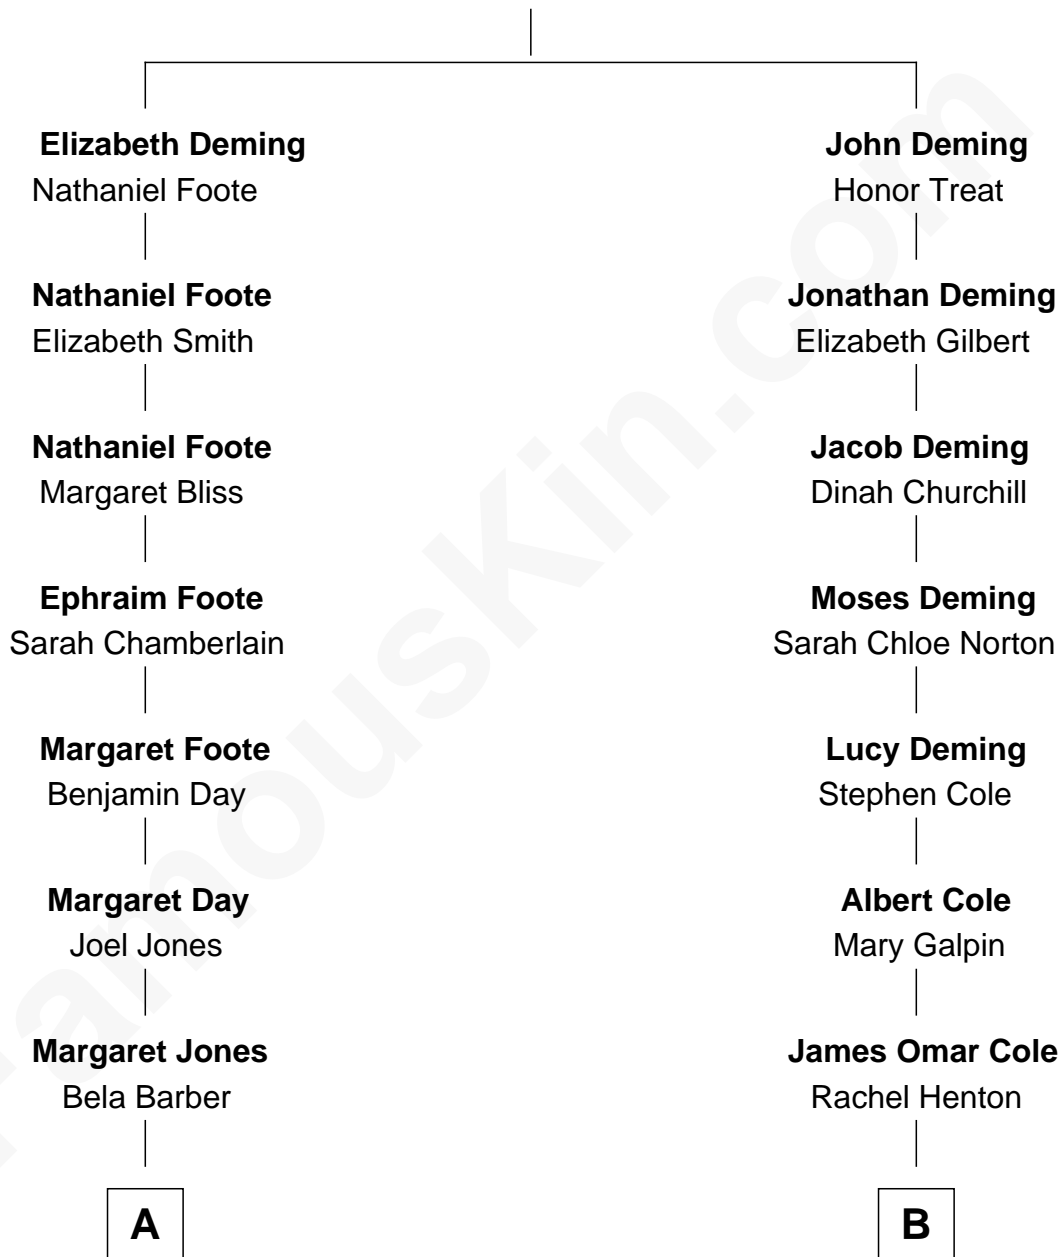 Elizabeth Deming
Nathaniel Foote
John Deming
Honor Treat
Nathaniel Foote
Elizabeth Smith
Jonathan Deming
Elizabeth Gilbert
Nathaniel Foote
Margaret Bliss
Jacob Deming
Dinah Churchill
Ephraim Foote
Sarah Chamberlain
Moses Deming
Sarah Chloe Norton
Margaret Foote
Benjamin Day
Lucy Deming
Stephen Cole
Margaret Day
Joel Jones
Albert Cole
Mary Galpin
Margaret Jones
Bela Barber
James Omar Cole
Rachel Henton
A
B
FamousKin.com